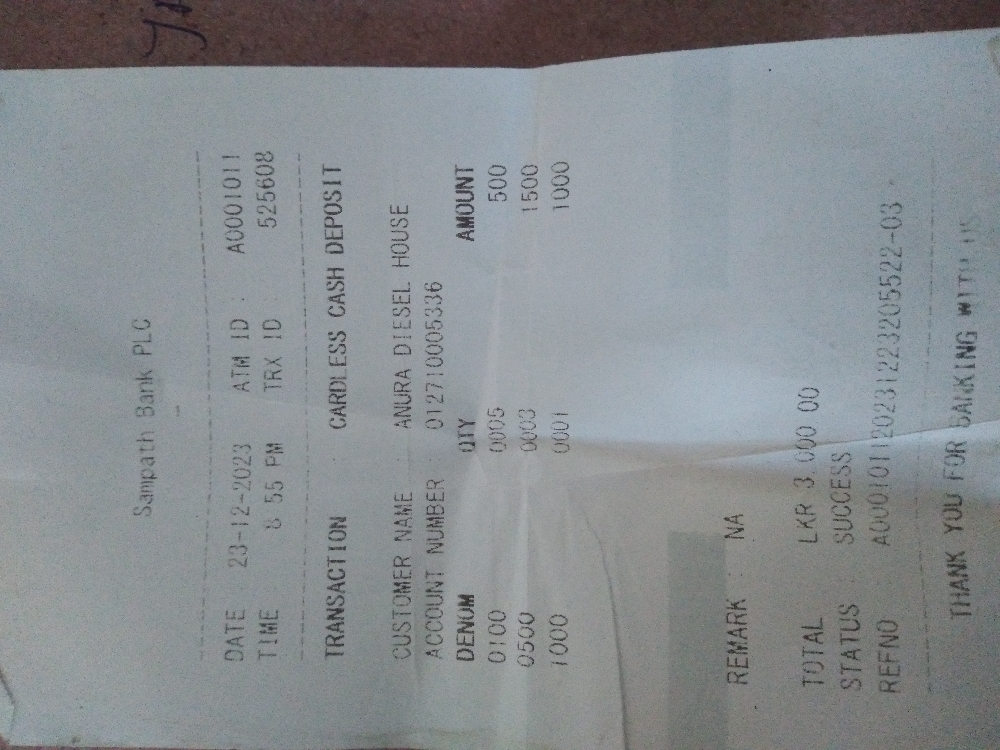 Sampath Bank PLC
DATE 23-12-2023 ATM ID : A0001011
TIME 8 55 PM TRX ID 525608
TRANSACTION : CARDLESS CASH DEPOSIT
CUSTOMER NAME : ANURA DIESEL HOUSE
ACCOUNT NUMBER 012710005336
DENOM QTY AMOUNT
0100 0005 500
0500 0003 1500
1000 0001 1000
REMARK : NA
TOTAL LKR 3,000 00
STATUS SUCCESS
REFNO A00010112023122320552​2-03
THANK YOU FOR BANKING WITH US